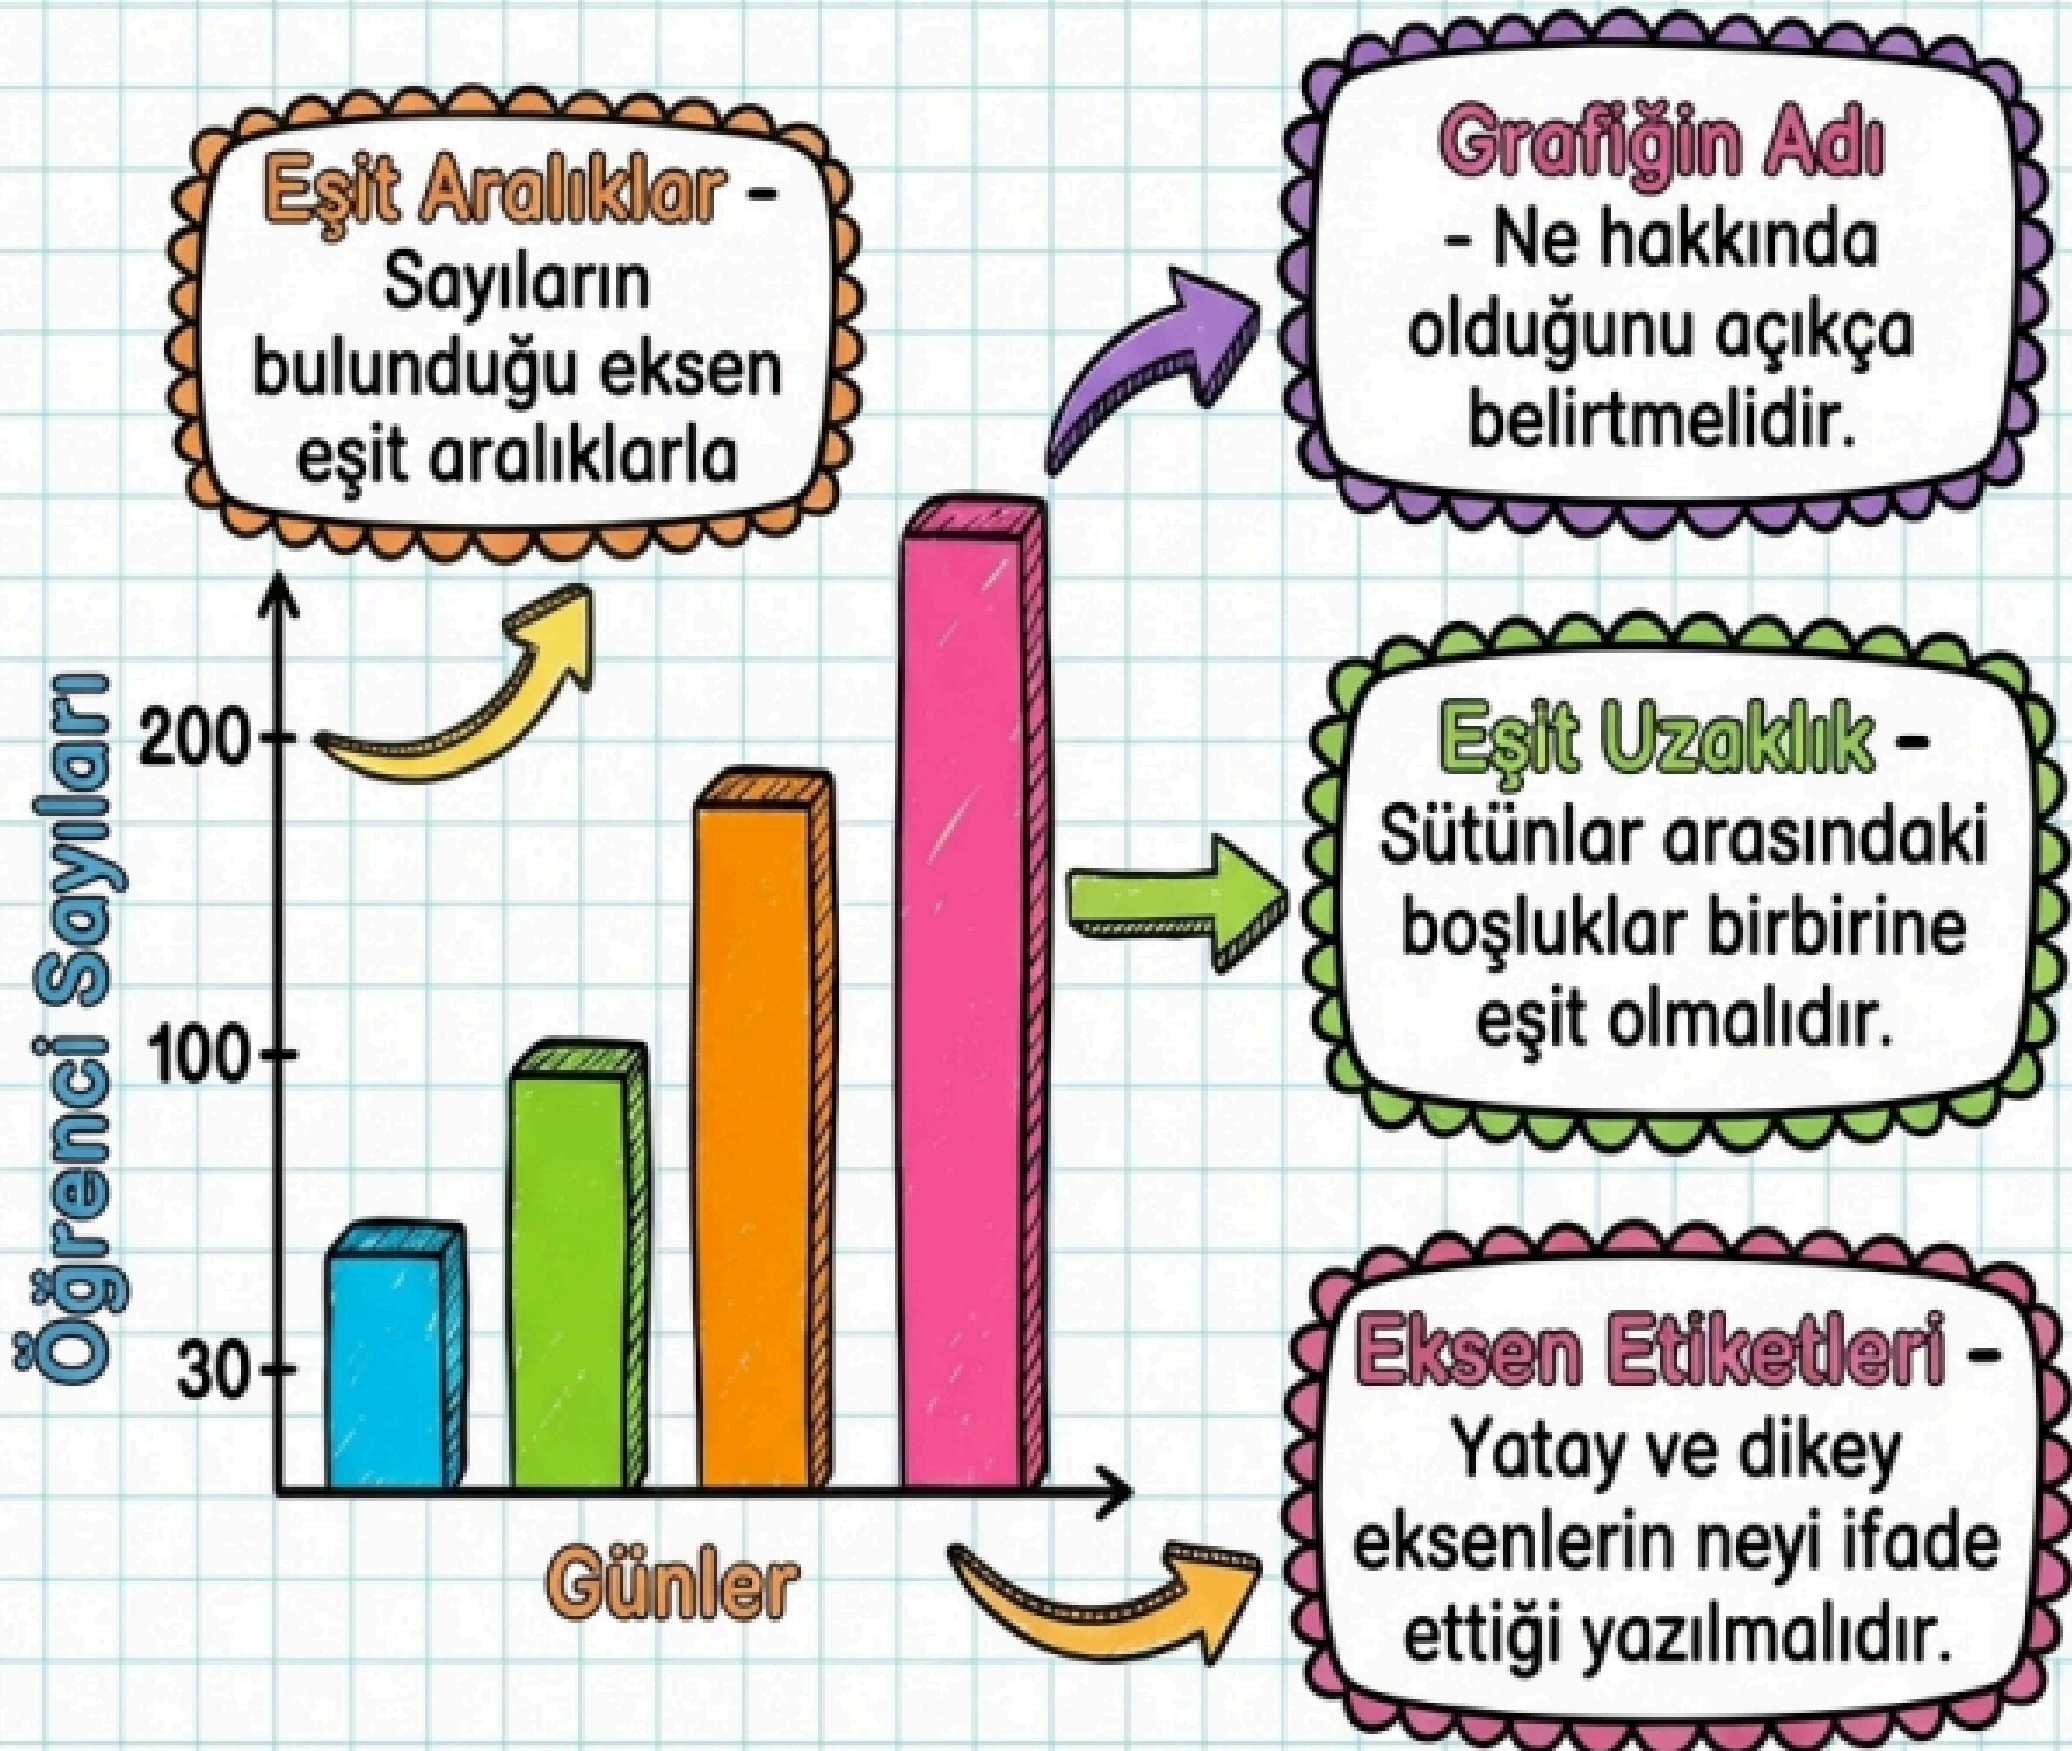 Eşit Aralıklar -
Sayıların
bulunduğu eksen
eşit aralıklarla
Grafiğin Adı
- Ne hakkında
olduğunu açıkça
belirtmelidir.
Öğrenci Sayıları
200
100
30
Günler
Eşit Uzaklık -
Sütünlar arasındaki
boşluklar birbirine
eşit olmalıdır.
Eksen Etiketleri -
Yatay ve dikey
eksenlerin neyi ifade
ettiği yazılmalıdır.